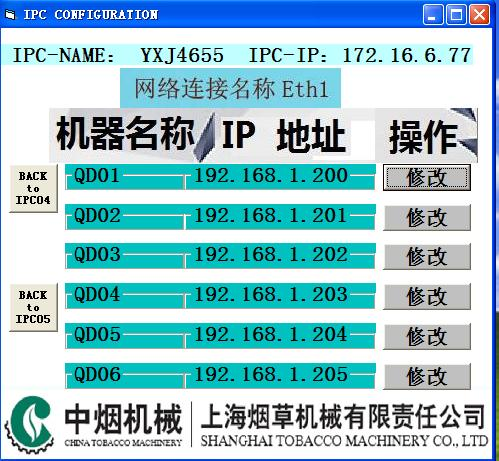 IPC CONFIGURATION
IPC-NAME: YXJ4655 IPC-IP: 172.16.6.77
网络连接名称 Eth1
机器名称 IP 地址 操作
BACK to IPC04
QD01 192.168.1.200 修改
QD02 192.168.1.201 修改
QD03 192.168.1.202 修改
BACK to IPC05
QD04 192.168.1.203 修改
QD05 192.168.1.204 修改
QD06 192.168.1.205 修改
中烟机械 上海烟草机械有限责任公司
CHINA TOBACCO MACHINERY SHANGHAI TOBACCO MACHINERY CO., LTD